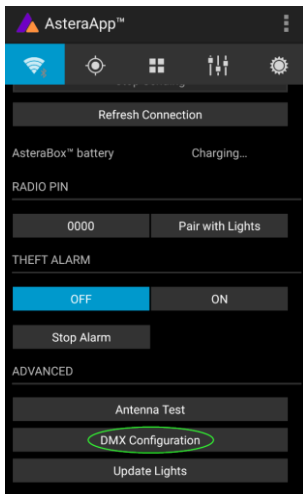 AsteraApp™
Refresh Connection
AsteraBox™ battery Charging...
RADIO PIN
0000 Pair with Lights
THEFT ALARM
OFF ON
Stop Alarm
ADVANCED
Antenna Test
DMX Configuration
Update Lights